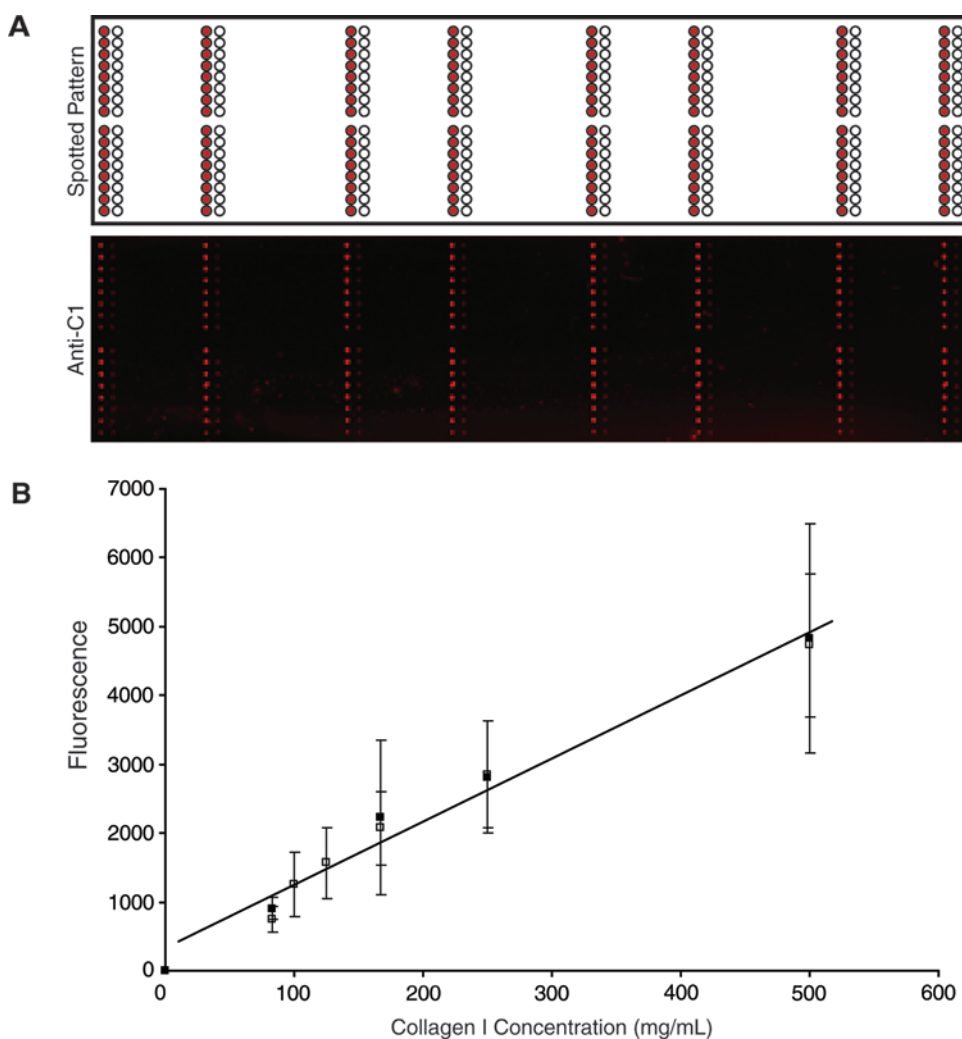 A
Spotted Pattern
Anti-C1
B
7000
6000
5000
4000
3000
2000
1000
0
Fluorescence
0 100 200 300 400 500 600
Collagen I Concentration (mg/mL)